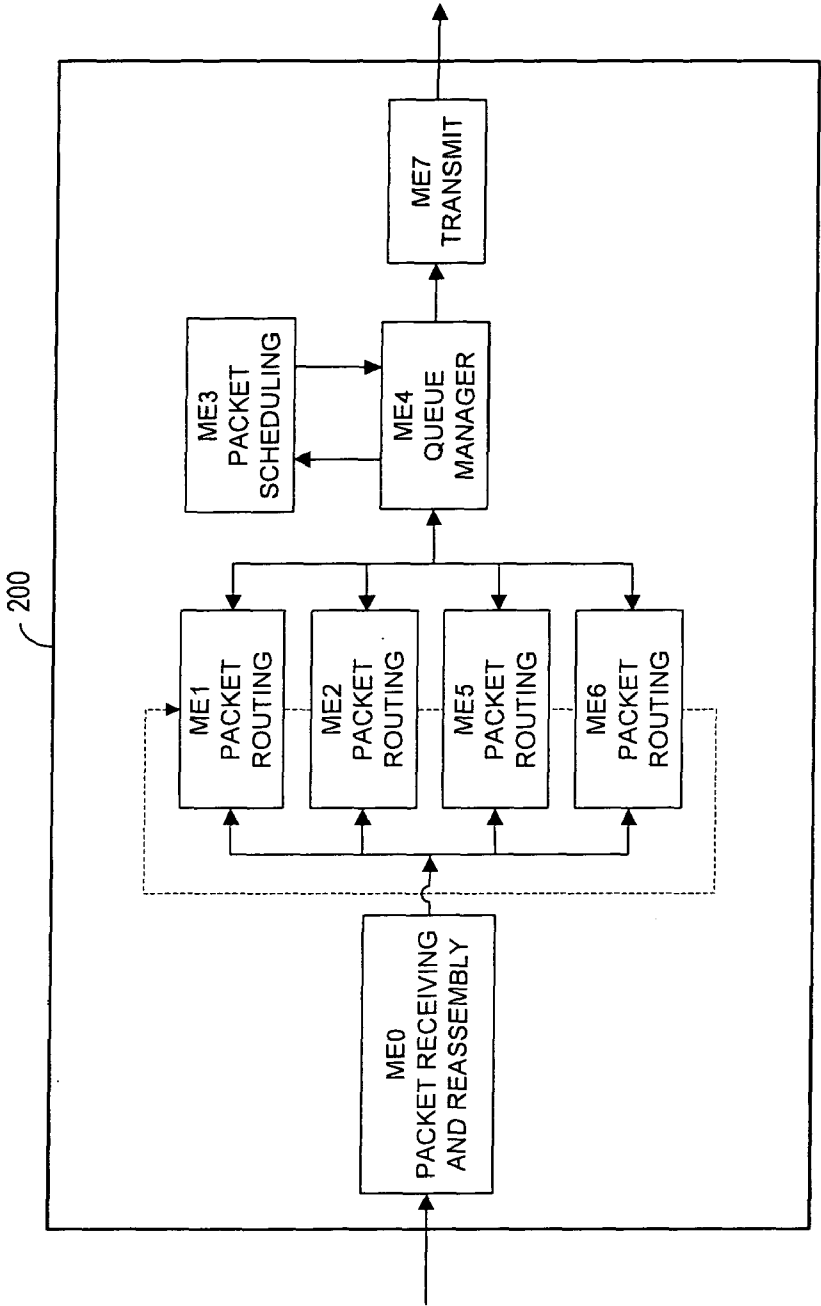 200
ME0
PACKET RECEIVING
AND REASSEMBLY
ME1
PACKET
ROUTING
ME2
PACKET
ROUTING
ME5
PACKET
ROUTING
ME6
PACKET
ROUTING
ME3
PACKET
SCHEDULING
ME4
QUEUE
MANAGER
ME7
TRANSMIT